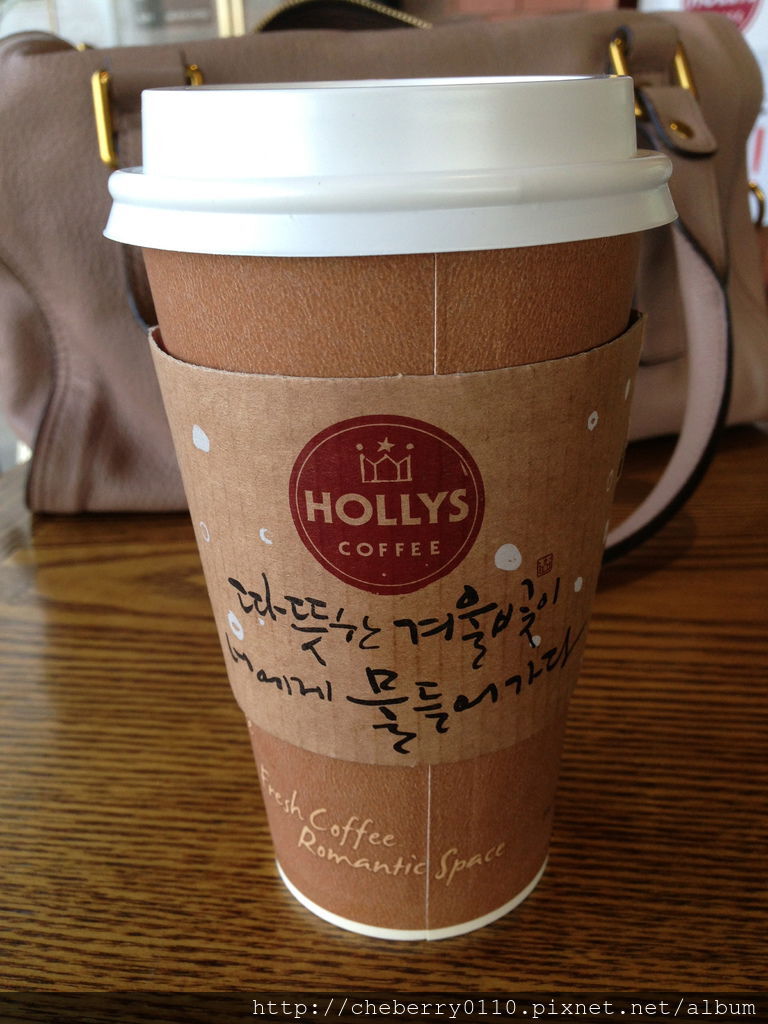 HOLLYS
COFFEE
따뜻한 겨울빛이
너에게 물들어가다
Fresh Coffee
Romantic Space
http://cheberry0110.pixnet.net/album